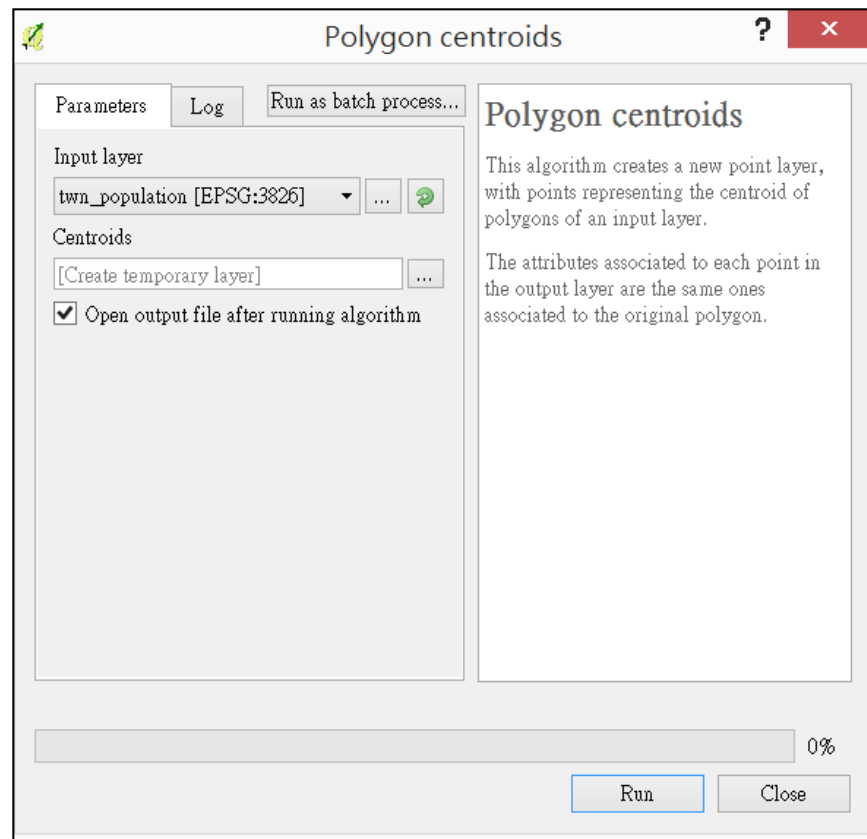 Polygon centroids
?
×
Parameters
Log
Run as batch process...
Input layer
twn_population [EPSG:3826]
...
Centroids
[Create temporary layer]
...
Open output file after running algorithm
Polygon centroids
This algorithm creates a new point layer,
with points representing the centroid of
polygons of an input layer.
The attributes associated to each point in
the output layer are the same ones
associated to the original polygon.
0%
Run
Close